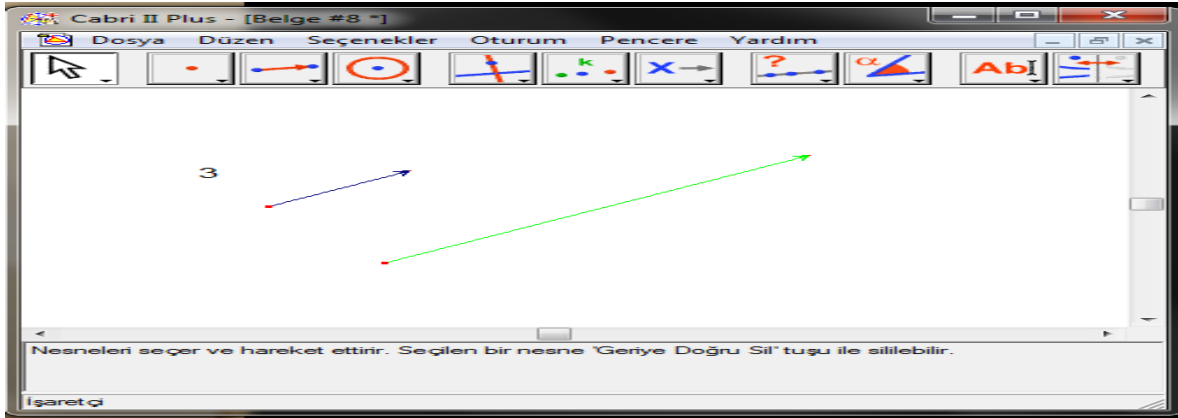 Cabri II Plus - [Belge #8 *]
Dosya Düzen Seçenekler Oturum Pencere Yardım
k X ? α Ab
3
Nesneleri seçer ve hareket ettirir. Seçilen bir nesne "Geriye Doğru Sil" tuşu ile sililebilir.
İşaretçi